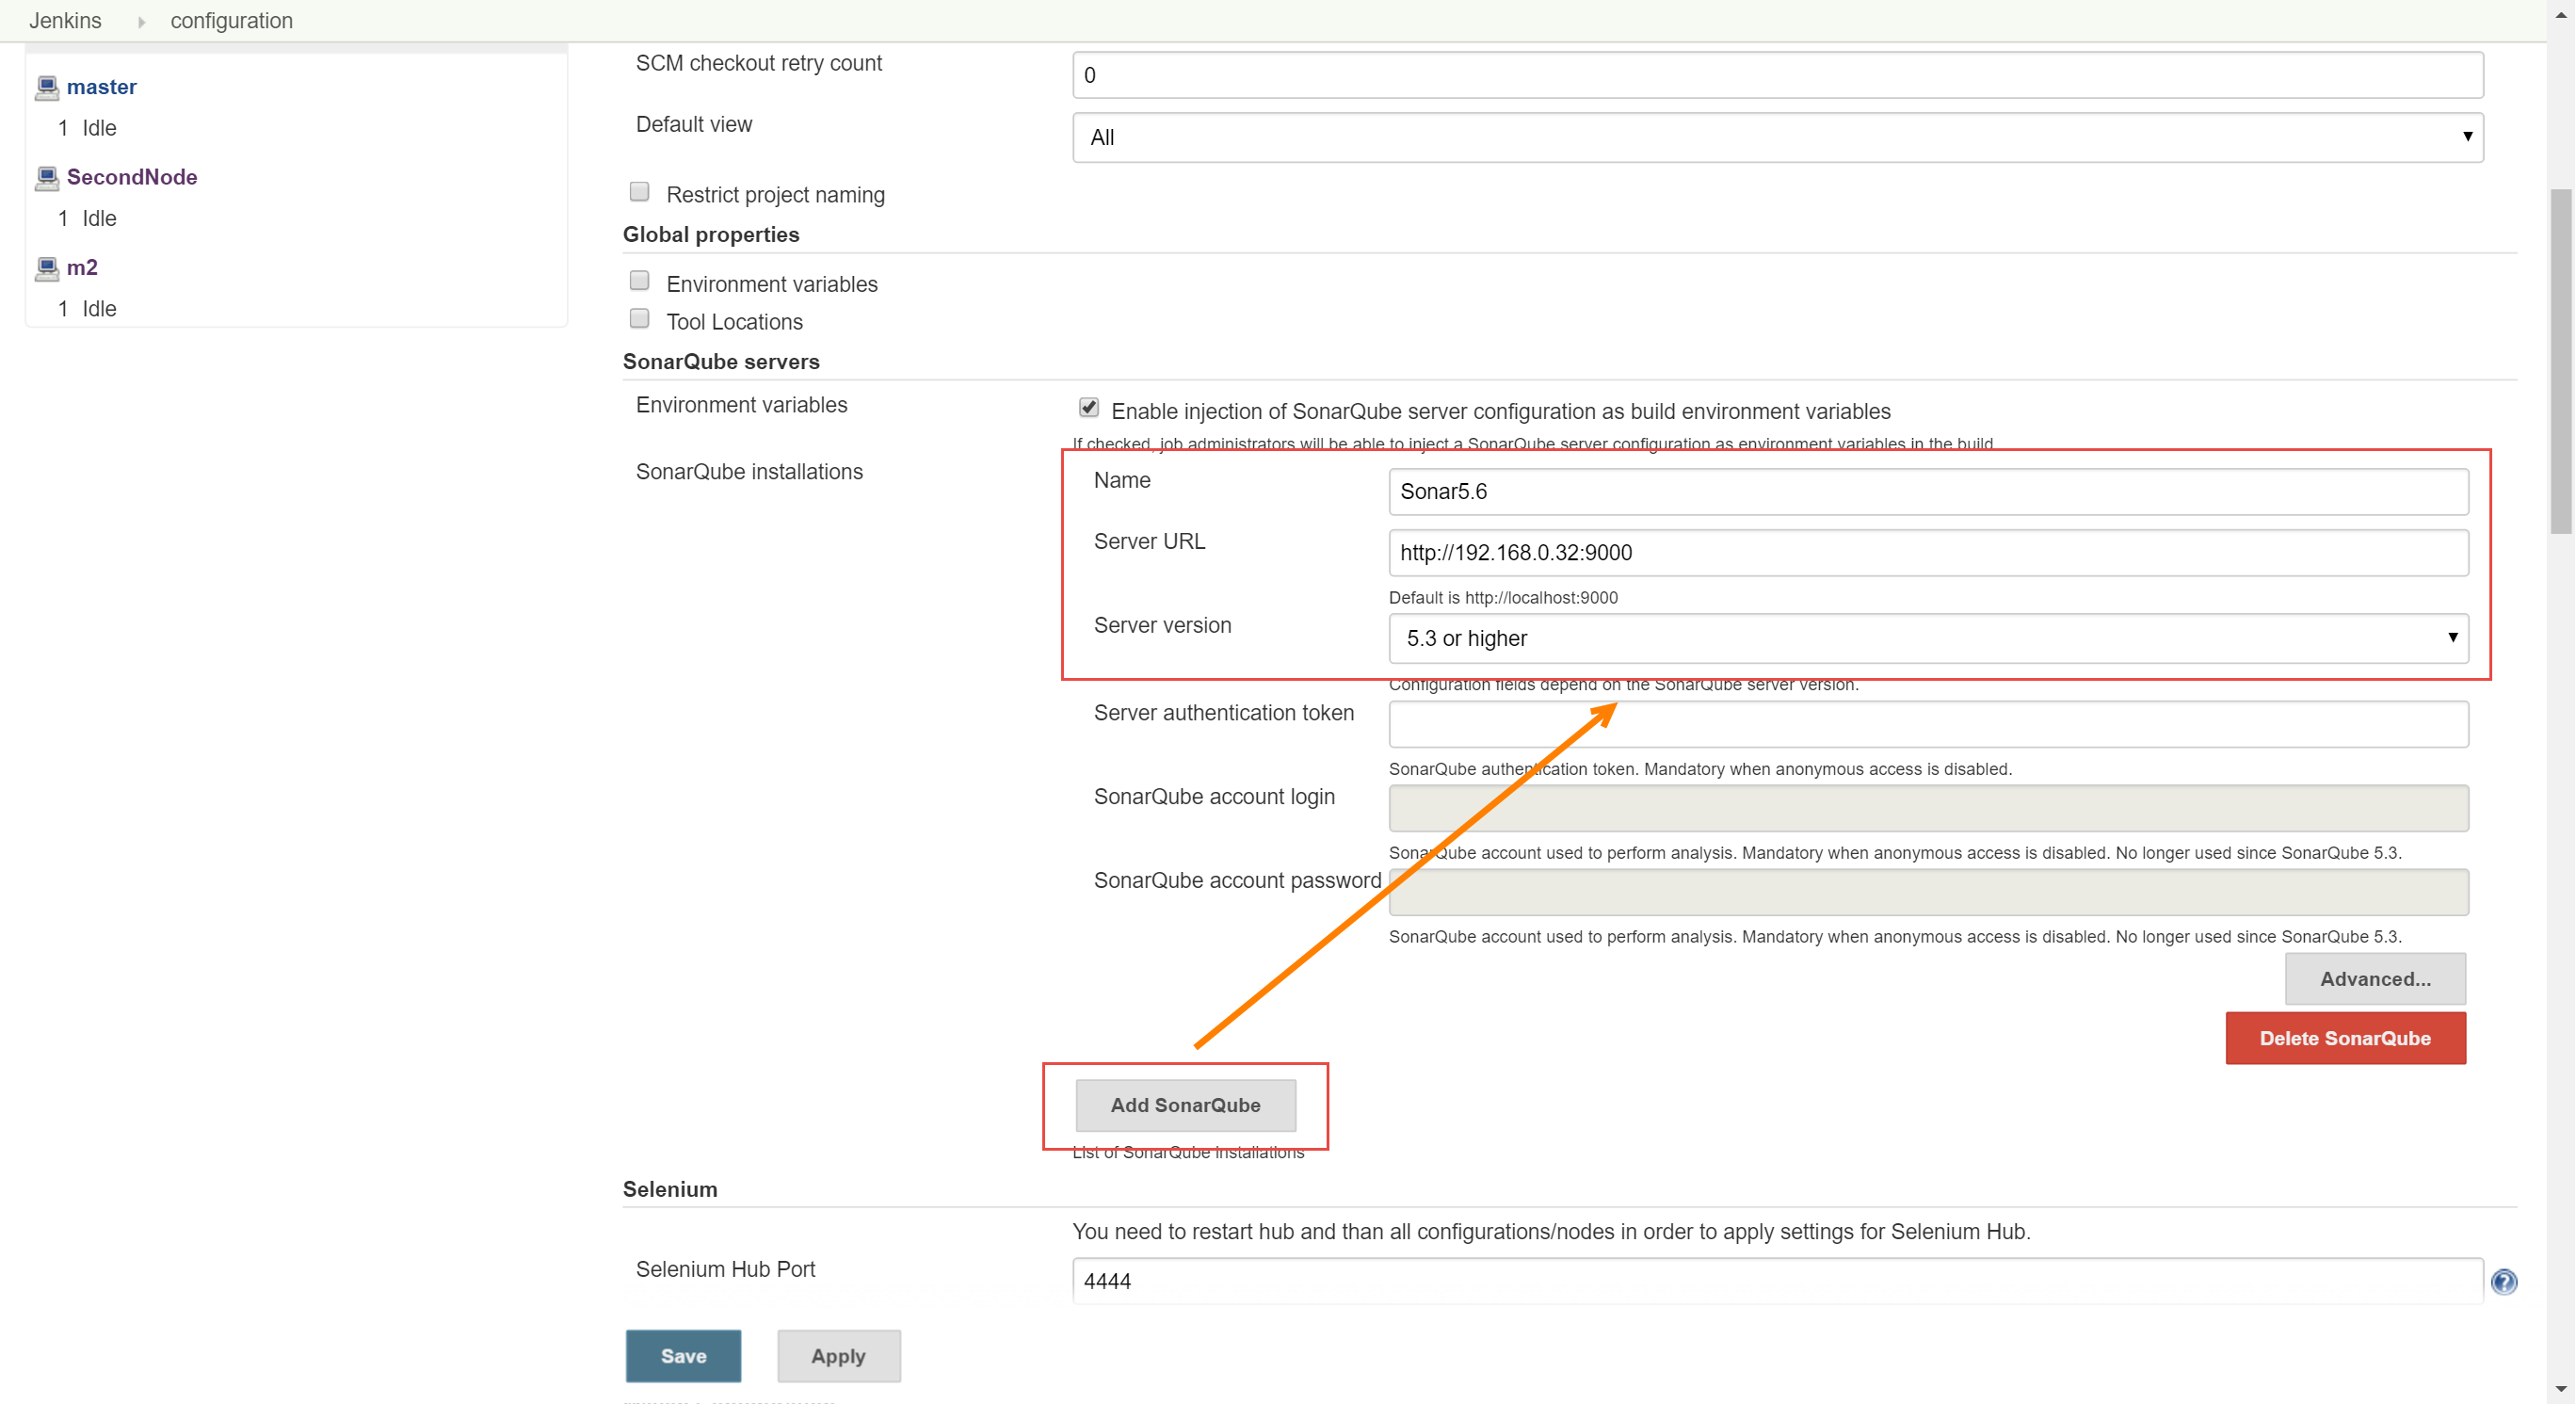 Jenkins configuration
master
1 Idle
SecondNode
1 Idle
m2
1 Idle
SCM checkout retry count
0
Default view
All
Restrict project naming
Global properties
Environment variables
Tool Locations
SonarQube servers
Environment variables
Enable injection of SonarQube server configuration as build environment variables
If checked, job administrators will be able to inject a SonarQube server configuration as environment variables in the build.
SonarQube installations
Name
Sonar5.6
Server URL
http://192.168.0.32:9000
Default is http://localhost:9000
Server version
5.3 or higher
Configuration fields depend on the SonarQube server version.
Server authentication token
SonarQube authentication token. Mandatory when anonymous access is disabled.
SonarQube account login
SonarQube account used to perform analysis. Mandatory when anonymous access is disabled. No longer used since SonarQube 5.3.
SonarQube account password
SonarQube account used to perform analysis. Mandatory when anonymous access is disabled. No longer used since SonarQube 5.3.
Advanced...
Delete SonarQube
Add SonarQube
List of SonarQube installations
Selenium
You need to restart hub and than all configurations/nodes in order to apply settings for Selenium Hub.
Selenium Hub Port
4444
Save
Apply